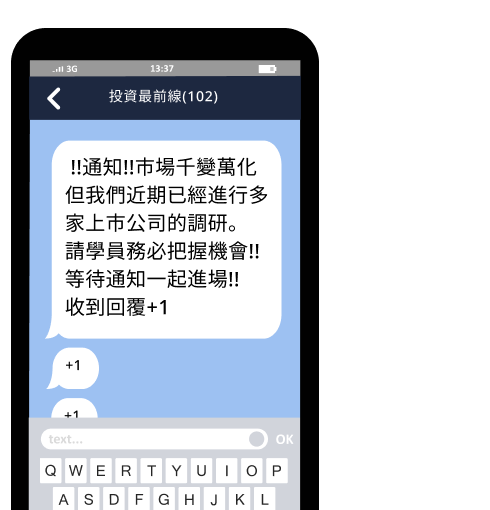 3G 13:37
投資最前線(102)
!!通知!!市場千變萬化
但我們近期已經進行多
家上市公司的調研。
請學員務必把握機會!!
等待通知一起進場!!
收到回覆+1
+1
+1
text... OK
Q W E R T Y U I O P
A S D F G H J K L